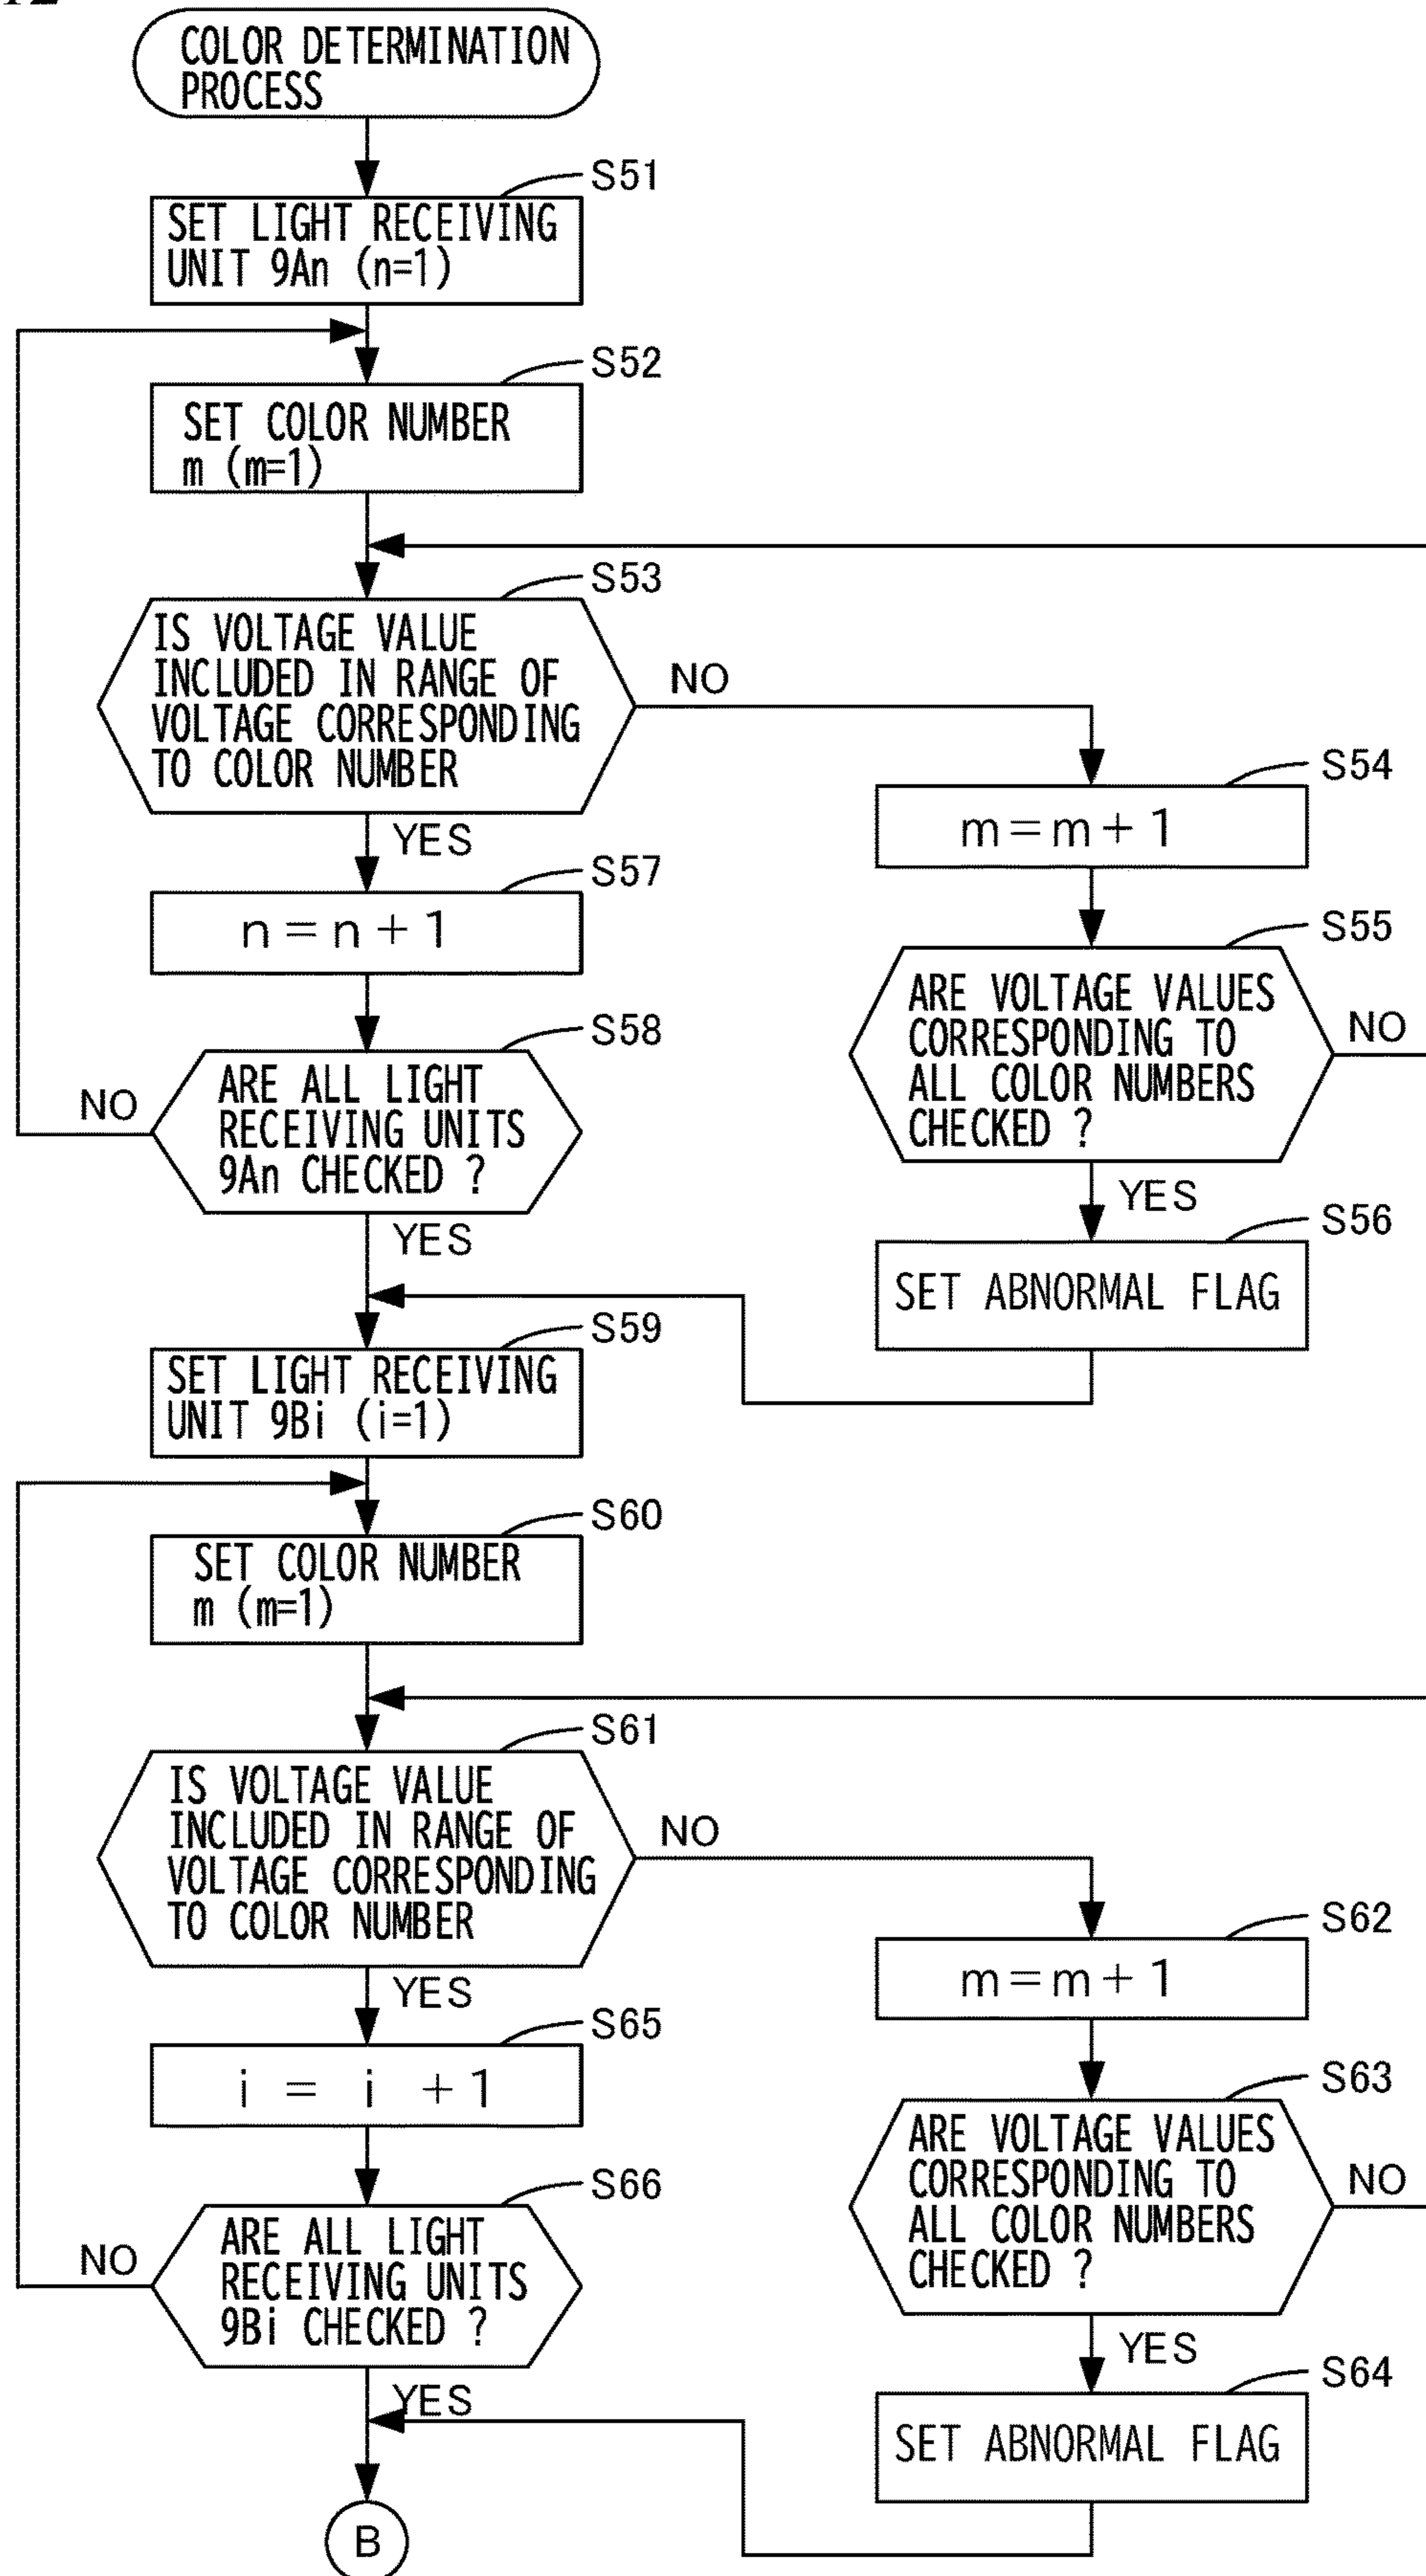 COLOR DETERMINATION
PROCESS
S51
SET LIGHT RECEIVING
UNIT 9An (n=1)
S52
SET COLOR NUMBER
m (m=1)
S53
IS VOLTAGE VALUE
INCLUDED IN RANGE OF
VOLTAGE CORRESPONDING
TO COLOR NUMBER
NO
YES
S54
m=m+1
S55
ARE VOLTAGE VALUES
CORRESPONDING TO
ALL COLOR NUMBERS
CHECKED ?
NO
YES
S56
SET ABNORMAL FLAG
S57
n=n+1
S58
ARE ALL LIGHT
RECEIVING UNITS
9An CHECKED ?
NO
YES
S59
SET LIGHT RECEIVING
UNIT 9Bi (i=1)
S60
SET COLOR NUMBER
m (m=1)
S61
IS VOLTAGE VALUE
INCLUDED IN RANGE OF
VOLTAGE CORRESPONDING
TO COLOR NUMBER
NO
YES
S62
m=m+1
S63
ARE VOLTAGE VALUES
CORRESPONDING TO
ALL COLOR NUMBERS
CHECKED ?
NO
YES
S64
SET ABNORMAL FLAG
S65
i = i +1
S66
ARE ALL LIGHT
RECEIVING UNITS
9Bi CHECKED ?
NO
YES
B